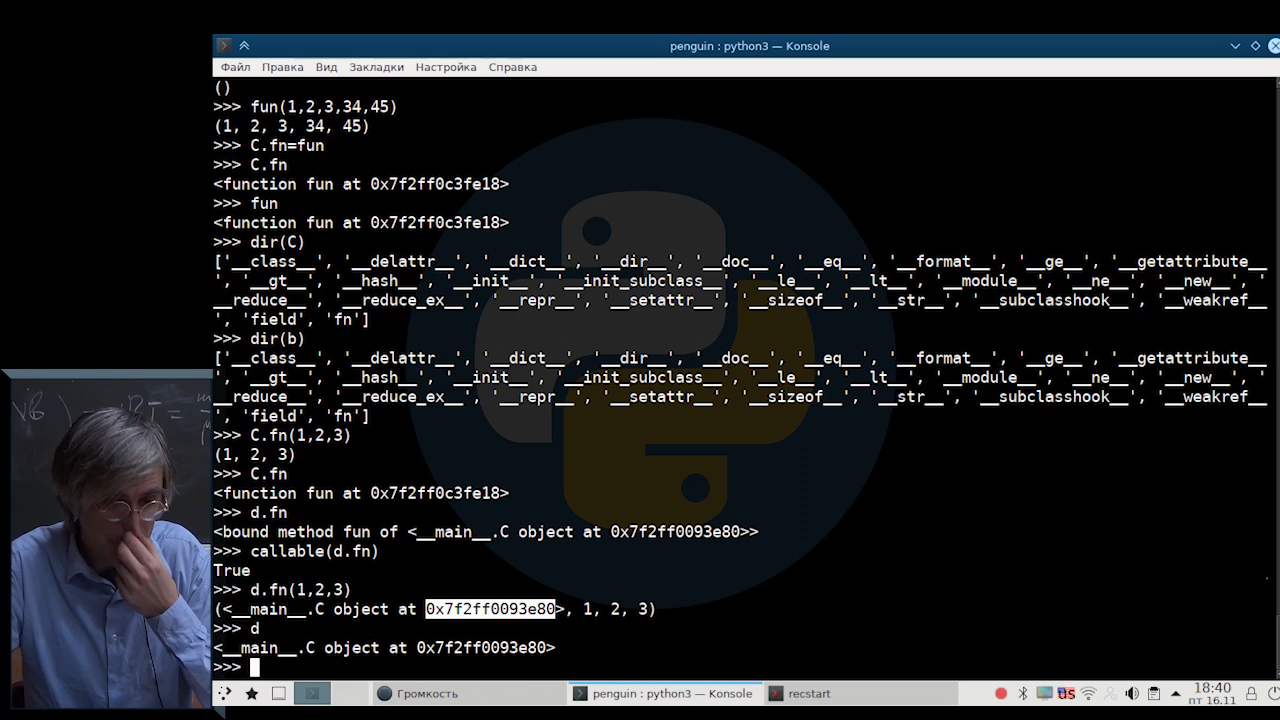 penguin : python3 — Konsole
Файл Правка Вид Закладки Настройка Справка
()
>>> fun(1,2,3,34,45)
(1, 2, 3, 34, 45)
>>> C.fn=fun
>>> C.fn
<function fun at 0x7f2ff0c3fe18>
>>> fun
<function fun at 0x7f2ff0c3fe18>
>>> dir(C)
['__class__', '__delattr__', '__dict__', '__dir__', '__doc__', '__eq__', '__format__', '__ge__', '__getattribute__
', '__gt__', '__hash__', '__init__', '__init_subclass__', '__le__', '__lt__', '__module__', '__ne__', '__new__', '
__reduce__', '__reduce_ex__', '__repr__', '__setattr__', '__sizeof__', '__str__', '__subclasshook__', '__weakref__
', 'field', 'fn']
>>> dir(b)
['__class__', '__delattr__', '__dict__', '__dir__', '__doc__', '__eq__', '__format__', '__ge__', '__getattribute__
', '__gt__', '__hash__', '__init__', '__init_subclass__', '__le__', '__lt__', '__module__', '__ne__', '__new__', '
__reduce__', '__reduce_ex__', '__repr__', '__setattr__', '__sizeof__', '__str__', '__subclasshook__', '__weakref__
', 'field', 'fn']
>>> C.fn(1,2,3)
(1, 2, 3)
>>> C.fn
<function fun at 0x7f2ff0c3fe18>
>>> d.fn
<bound method fun of <__main__.C object at 0x7f2ff0093e80>>
>>> callable(d.fn)
True
>>> d.fn(1,2,3)
(<__main__.C object at 0x7f2ff0093e80>, 1, 2, 3)
>>> d
<__main__.C object at 0x7f2ff0093e80>
>>>
Громкость penguin : python3 — Konsole recstart us 18:40
пт 16.11